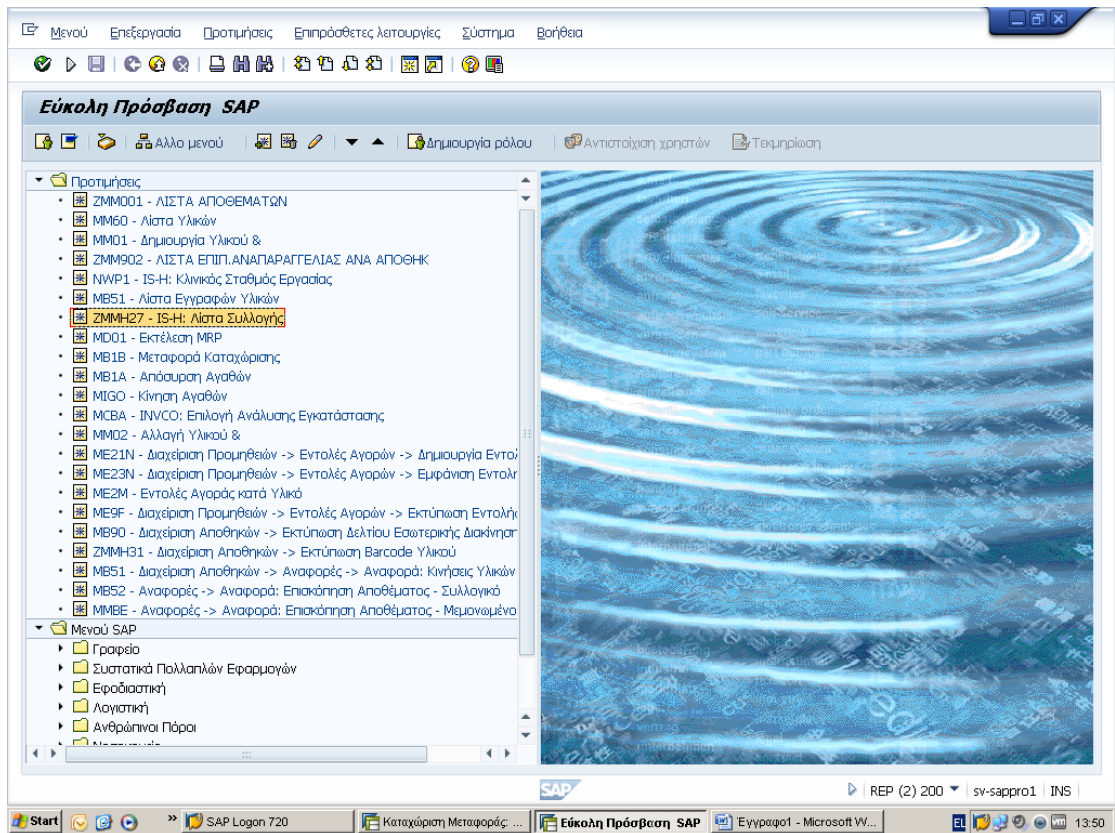 Μενού Επεξεργασία Προτιμήσεις Επιπρόσθετες λειτουργίες Σύστημα Βοήθεια
Εύκολη Πρόσβαση SAP
Αλλο μενού Δημιουργία ρόλου Αντιστοίχιση χρηστών Τεκμηρίωση
Προτιμήσεις
ZMM001 - ΛΙΣΤΑ ΑΠΟΘΕΜΑΤΩΝ
MM60 - Λίστα Υλικών
MM01 - Δημιουργία Υλικού &
ZMM902 - ΛΙΣΤΑ ΕΠΙΠ.ΑΝΑΠΑΡΑΓΓΕΛΙΑΣ ΑΝΑ ΑΠΟΘΗΚ
NWP1 - IS-H: Κλινικός Σταθμός Εργασίας
MB51 - Λίστα Εγγραφών Υλικών
ZMMH27 - IS-H: Λίστα Συλλογής
MD01 - Εκτέλεση MRP
MB1B - Μεταφορά Καταχώρισης
MB1A - Απόσυρση Αγαθών
MIGO - Κίνηση Αγαθών
MCBA - INVCO: Επιλογή Ανάλυσης Εγκατάστασης
MM02 - Αλλαγή Υλικού &
ME21N - Διαχείριση Προμηθειών -> Εντολές Αγορών -> Δημιουργία Εντολ
ME23N - Διαχείριση Προμηθειών -> Εντολές Αγορών -> Εμφάνιση Εντολ
ME2M - Εντολές Αγοράς κατά Υλικό
ME9F - Διαχείριση Προμηθειών -> Εντολές Αγορών -> Εκτύπωση Εντολή
MB90 - Διαχείριση Αποθηκών -> Εκτύπωση Δελτίου Εσωτερικής Διακίνησ
ZMMH31 - Διαχείριση Αποθηκών -> Εκτύπωση Barcode Υλικού
MB51 - Διαχείριση Αποθηκών -> Αναφορές -> Αναφορά: Κινήσεις Υλικών
MB52 - Αναφορές -> Αναφορά: Επισκόπηση Αποθέματος - Συλλογικό
MMBE - Αναφορές -> Αναφορά: Επισκόπηση Αποθέματος - Μεμονωμένο
Μενού SAP
Γραφείο
Συστατικά Πολλαπλών Εφαρμογών
Εφοδιαστική
Λογιστική
Ανθρώπινοι Πόροι
SAP REP (2) 200 sv-sappro1 INS
Start SAP Logon 720 Καταχώριση Μεταφοράς: ... Εύκολη Πρόσβαση SAP Έγγραφο1 - Microsoft W... EL 13:50